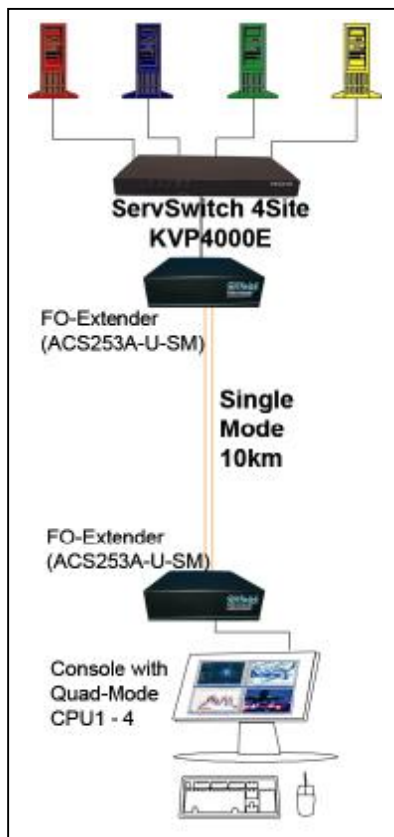 ServSwitch 4Site
KVP4000E
FO-Extender
(ACS253A-U-SM)
Single
Mode
10km
FO-Extender
(ACS253A-U-SM)
Console with
Quad-Mode
CPU1 - 4